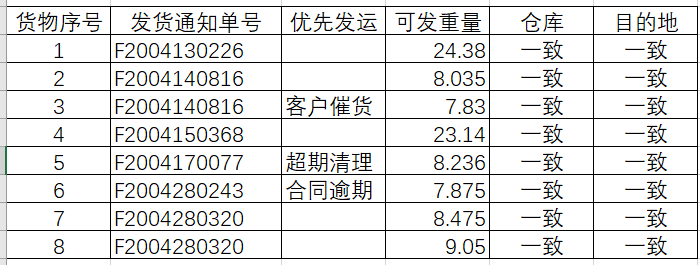 货物序号 发货通知单号 优先发运 可发重量 仓库 目的地
1 F2004130226 24.38 一致 一致
2 F2004140816 8.035 一致 一致
3 F2004140816 客户催货 7.83 一致 一致
4 F2004150368 23.14 一致 一致
5 F2004170077 超期清理 8.236 一致 一致
6 F2004280243 合同逾期 7.875 一致 一致
7 F2004280320 8.475 一致 一致
8 F2004280320 9.05 一致 一致